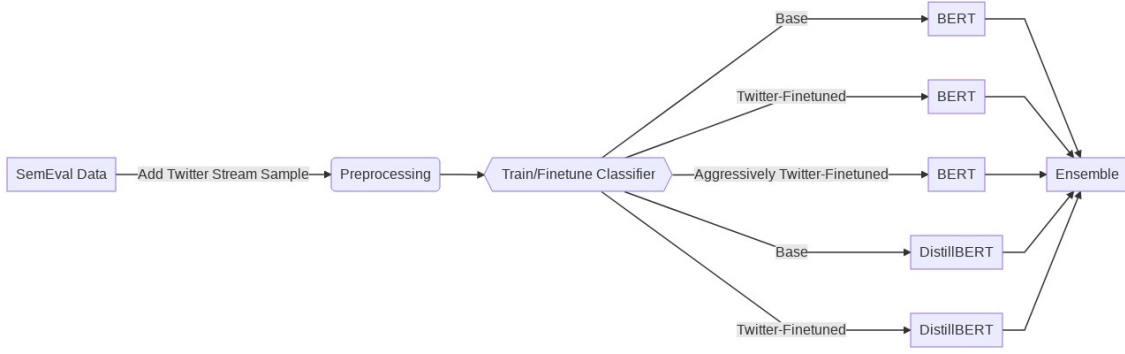 Base
BERT
Twitter-Finetuned
BERT
SemEval Data
Add Twitter Stream Sample
Preprocessing
Train/Finetune Classifier
Aggressively Twitter-Finetuned
BERT
Ensemble
Base
DistillBERT
Twitter-Finetuned
DistillBERT